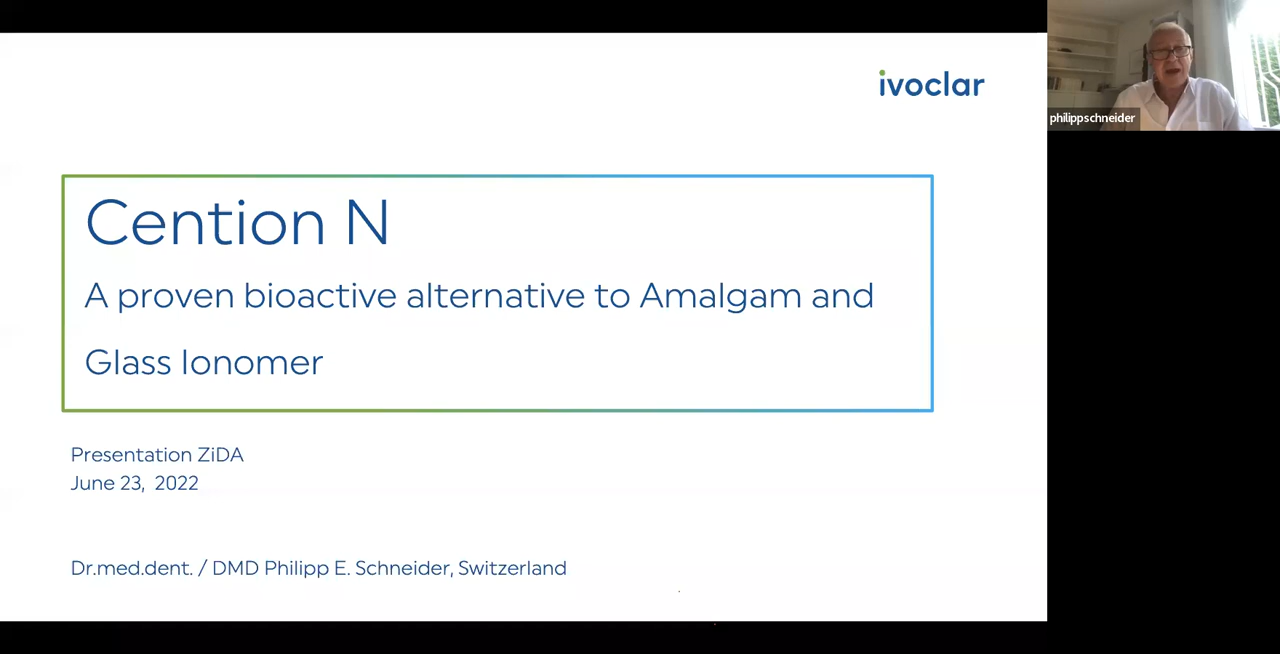 ivoclar
philippschneider
Cention N
A proven bioactive alternative to Amalgam and
Glass Ionomer
Presentation ZiDA
June 23, 2022
Dr.med.dent. / DMD Philipp E. Schneider, Switzerland